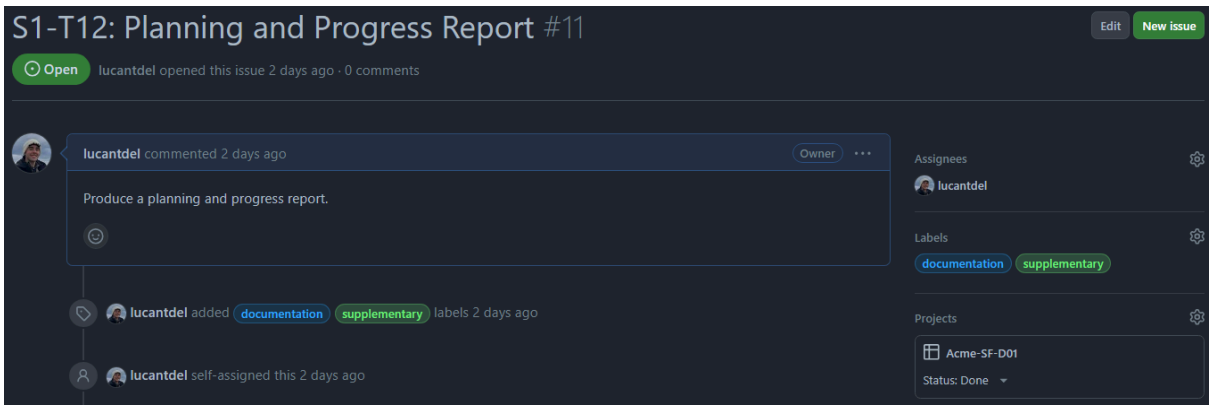 S1-T12: Planning and Progress Report #11
Edit
New issue
Open
lucantdel opened this issue 2 days ago · 0 comments
lucantdel commented 2 days ago
Owner
Produce a planning and progress report.
lucantdel added documentation supplementary labels 2 days ago
lucantdel self-assigned this 2 days ago
Assignees
lucantdel
Labels
documentation supplementary
Projects
Acme-SF-D01
Status: Done